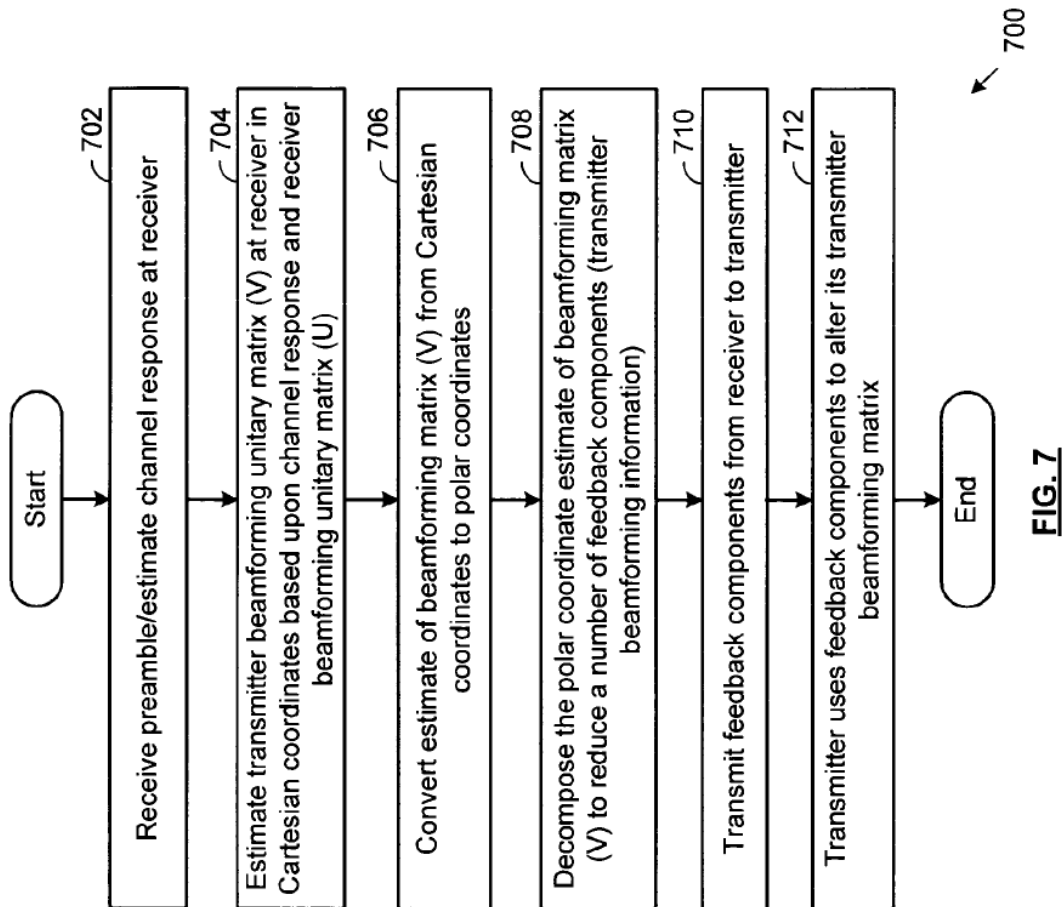 Start
702
Receive preamble/estimate channel response at receiver
704
Estimate transmitter beamforming unitary matrix (V) at receiver in
Cartesian coordinates based upon channel response and receiver
beamforming unitary matrix (U)
706
Convert estimate of beamforming matrix (V) from Cartesian
coordinates to polar coordinates
708
Decompose the polar coordinate estimate of beamforming matrix
(V) to reduce a number of feedback components (transmitter
beamforming information)
710
Transmit feedback components from receiver to transmitter
712
Transmitter uses feedback components to alter its transmitter
beamforming matrix
End
700
FIG. 7